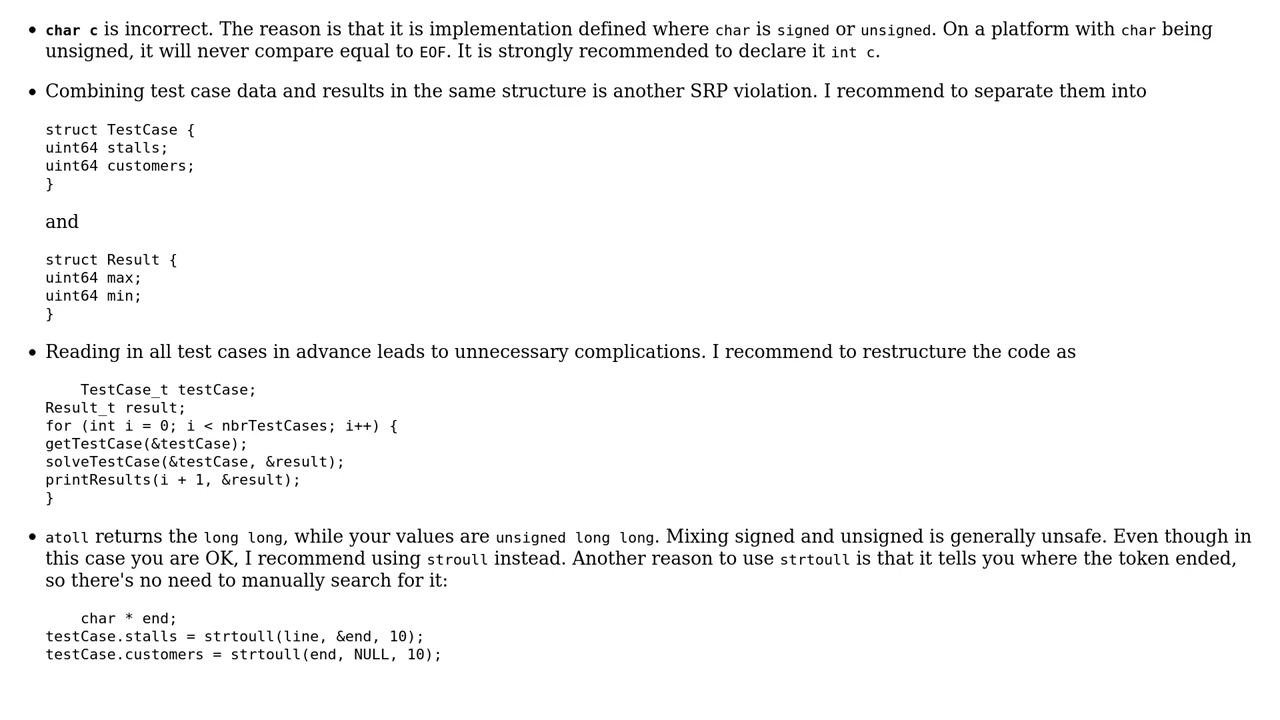 • char c is incorrect. The reason is that it is implementation defined where char is signed or unsigned. On a platform with char being
unsigned, it will never compare equal to EOF. It is strongly recommended to declare it int c.
• Combining test case data and results in the same structure is another SRP violation. I recommend to separate them into
struct TestCase {
uint64 stalls;
uint64 customers;
}
and
struct Result {
uint64 max;
uint64 min;
}
• Reading in all test cases in advance leads to unnecessary complications. I recommend to restructure the code as
    TestCase_t testCase;
Result_t result;
for (int i = 0; i < nbrTestCases; i++) {
getTestCase(&testCase);
solveTestCase(&testCase, &result);
printResults(i + 1, &result);
}
• atoll returns the long long, while your values are unsigned long long. Mixing signed and unsigned is generally unsafe. Even though in
this case you are OK, I recommend using stroull instead. Another reason to use strtoull is that it tells you where the token ended,
so there's no need to manually search for it:
    char * end;
testCase.stalls = strtoull(line, &end, 10);
testCase.customers = strtoull(end, NULL, 10);